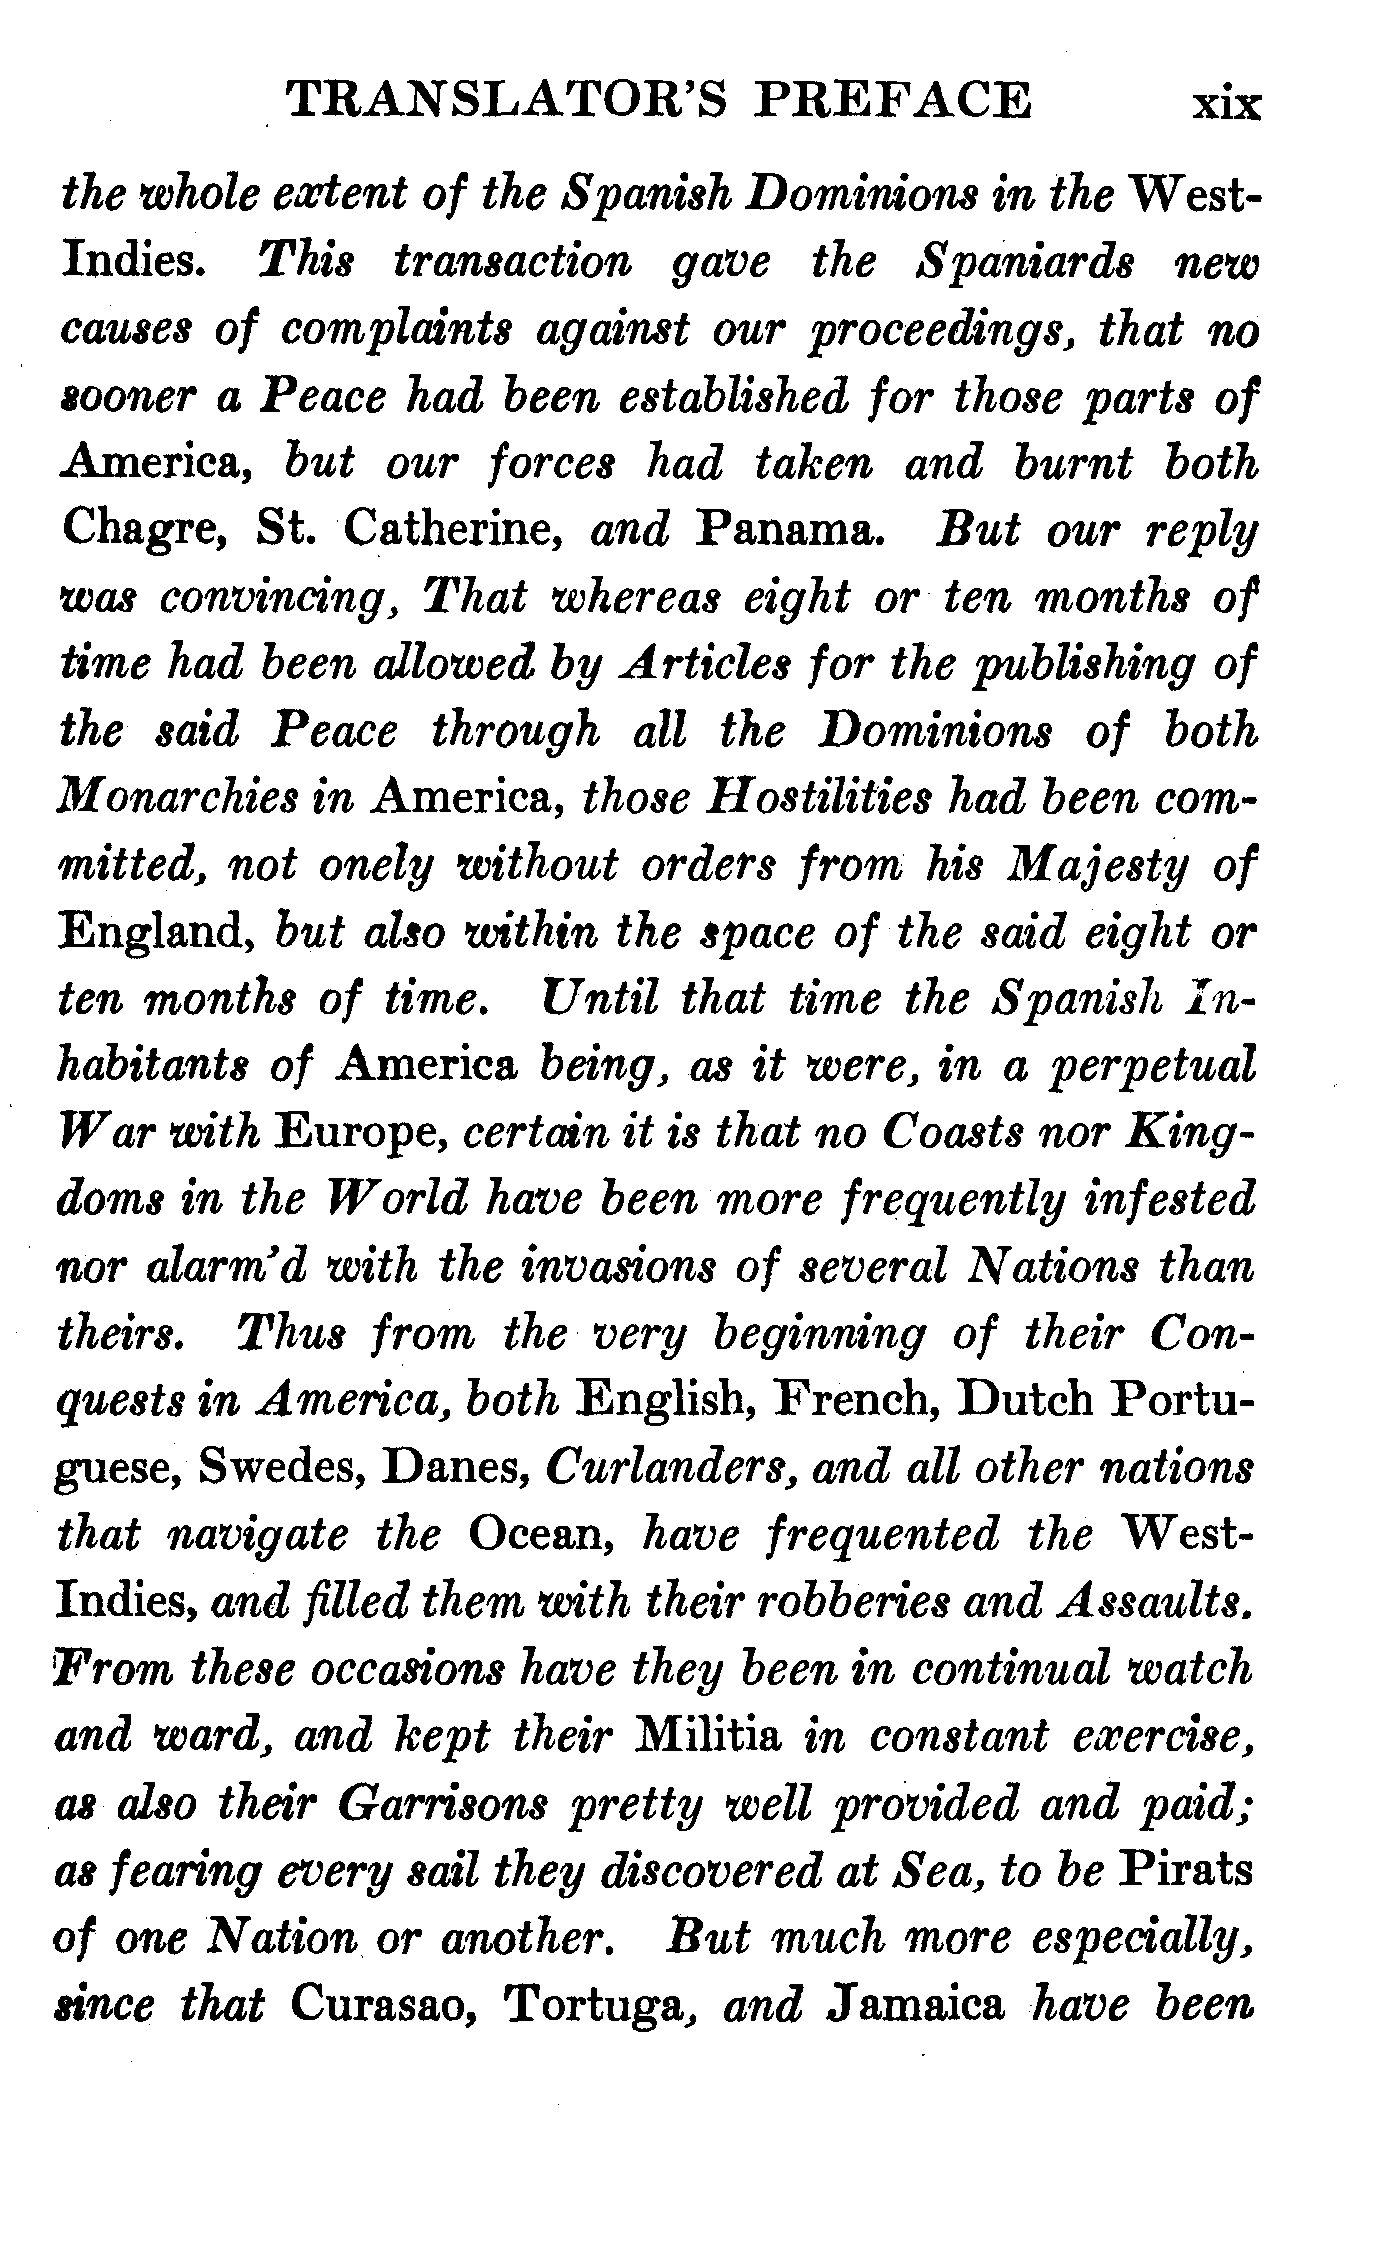 TRANSLATOR'S PREFACE xix
the whole extent of the Spanish Dominions in the West-
Indies. This transaction gave the Spaniards new
causes of complaints against our proceedings, that no
sooner a Peace had been established for those parts of
America, but our forces had taken and burnt both
Chagre, St. Catherine, and Panama. But our reply
was convincing, That whereas eight or ten months of
time had been allowed by Articles for the publishing of
the said Peace through all the Dominions of both
Monarchies in America, those Hostilities had been com-
mitted, not onely without orders from his Majesty of
England, but also within the space of the said eight or
ten months of time. Until that time the Spanish In-
habitants of America being, as it were, in a perpetual
War with Europe, certain it is that no Coasts nor King-
doms in the World have been more frequently infested
nor alarm'd with the invasions of several Nations than
theirs. Thus from the very beginning of their Con-
quests in America, both English, French, Dutch Portu-
guese, Swedes, Danes, Curlanders, and all other nations
that navigate the Ocean, have frequented the West-
Indies, and filled them with their robberies and Assaults.
From these occasions have they been in continual watch
and ward, and kept their Militia in constant exercise,
as also their Garrisons pretty well provided and paid;
as fearing every sail they discovered at Sea, to be Pirats
of one Nation or another. But much more especially,
since that Curasao, Tortuga, and Jamaica have been